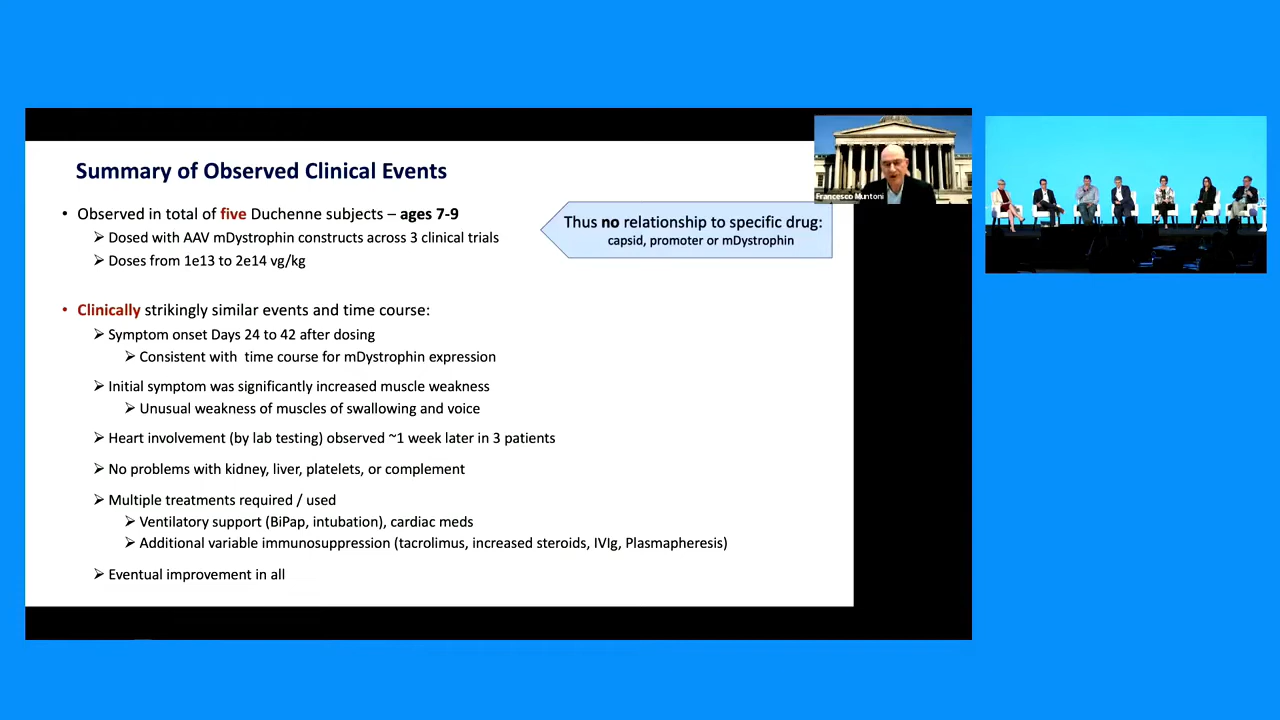 Summary of Observed Clinical Events
• Observed in total of five Duchenne subjects – ages 7-9
➢ Dosed with AAV mDystrophin constructs across 3 clinical trials
➢ Doses from 1e13 to 2e14 vg/kg
Thus no relationship to specific drug:
capsid, promoter or mDystrophin
Francesco Muntoni
• Clinically strikingly similar events and time course:
➢ Symptom onset Days 24 to 42 after dosing
➢ Consistent with time course for mDystrophin expression
➢ Initial symptom was significantly increased muscle weakness
➢ Unusual weakness of muscles of swallowing and voice
➢ Heart involvement (by lab testing) observed ~1 week later in 3 patients
➢ No problems with kidney, liver, platelets, or complement
➢ Multiple treatments required / used
➢ Ventilatory support (BiPap, intubation), cardiac meds
➢ Additional variable immunosuppression (tacrolimus, increased steroids, IVIg, Plasmapheresis)
➢ Eventual improvement in all